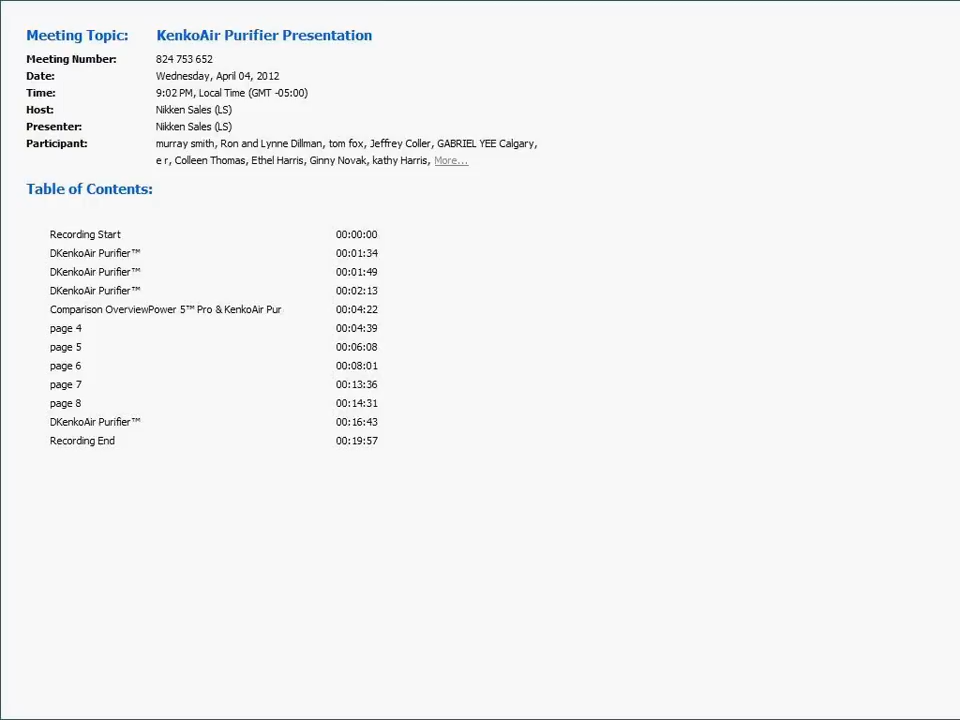 Meeting Topic: KenkoAir Purifier Presentation
Meeting Number: 824 753 652
Date: Wednesday, April 04, 2012
Time: 9:02 PM, Local Time (GMT -05:00)
Host: Nikken Sales (LS)
Presenter: Nikken Sales (LS)
Participant: murray smith, Ron and Lynne Dillman, tom fox, Jeffrey Coller, GABRIEL YEE Calgary,
e r, Colleen Thomas, Ethel Harris, Ginny Novak, kathy Harris, More...
Table of Contents:
Recording Start 00:00:00
DKenkoAir Purifier™ 00:01:34
DKenkoAir Purifier™ 00:01:49
DKenkoAir Purifier™ 00:02:13
Comparison OverviewPower 5™ Pro & KenkoAir Pur 00:04:22
page 4 00:04:39
page 5 00:06:08
page 6 00:08:01
page 7 00:13:36
page 8 00:14:31
DKenkoAir Purifier™ 00:16:43
Recording End 00:19:57